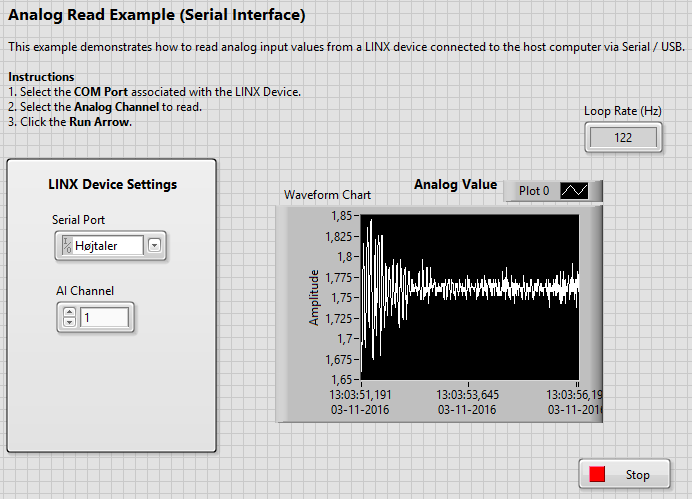 Analog Read Example (Serial Interface)
This example demonstrates how to read analog input values from a LINX device connected to the host computer via Serial / USB.
Instructions
1. Select the COM Port associated with the LINX Device.
2. Select the Analog Channel to read.
3. Click the Run Arrow.
Loop Rate (Hz)
122
LINX Device Settings
Serial Port
I/O Højtaler
AI Channel
1
Waveform Chart
Analog Value
Plot 0
Amplitude
1,85
1,825
1,8
1,775
1,75
1,725
1,7
1,675
1,65
13:03:51,191
03-11-2016
13:03:53,645
03-11-2016
13:03:56,19
03-11-201
Stop